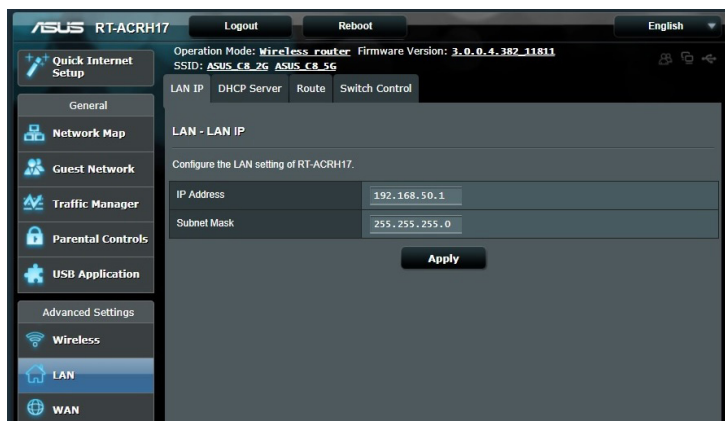 ASUS RT-ACRH17
Logout
Reboot
English
Quick Internet
Setup
Operation Mode: Wireless router Firmware Version: 3.0.0.4.382_11811
SSID: ASUS_C8_2G ASUS_C8_5G
LAN IP DHCP Server Route Switch Control
General
Network Map
Guest Network
Traffic Manager
Parental Controls
USB Application
Advanced Settings
Wireless
LAN
WAN
LAN - LAN IP
Configure the LAN setting of RT-ACRH17.
IP Address 192.168.50.1
Subnet Mask 255.255.255.0
Apply